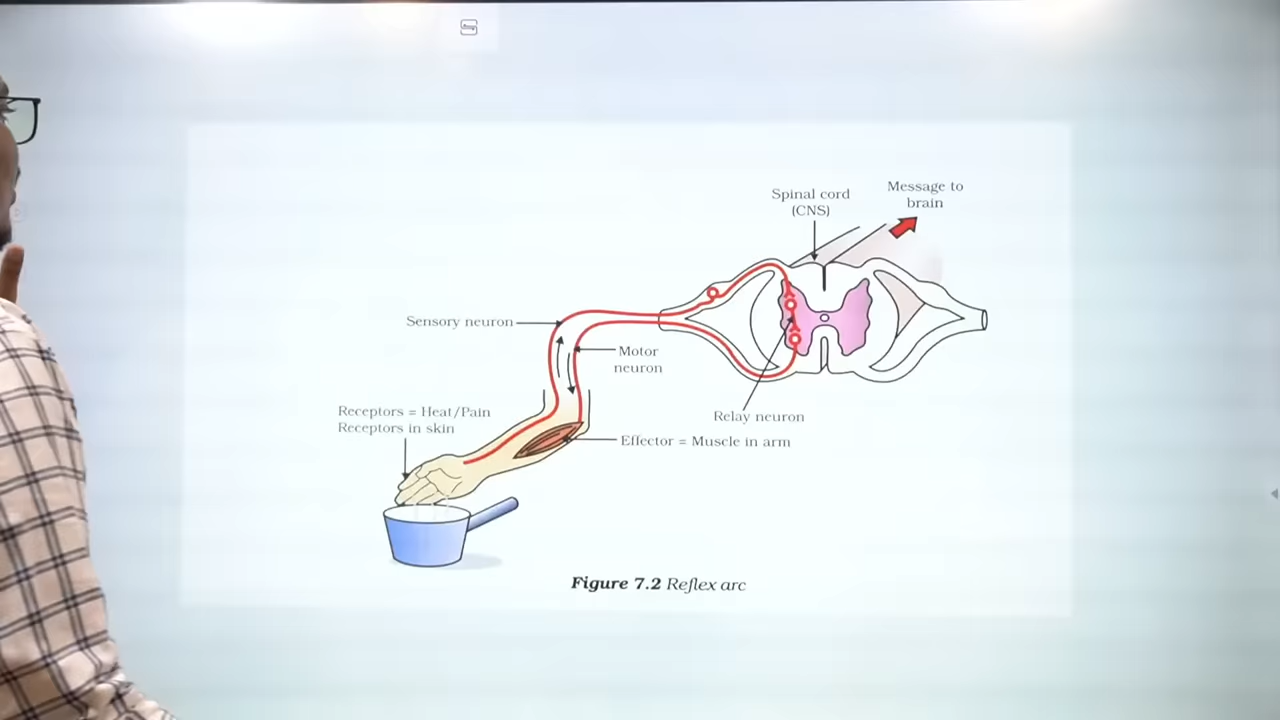 Spinal cord
(CNS)
Message to
brain
Sensory neuron
Motor
neuron
Receptors = Heat/Pain
Receptors in skin
Relay neuron
Effector = Muscle in arm
Figure 7.2 Reflex arc